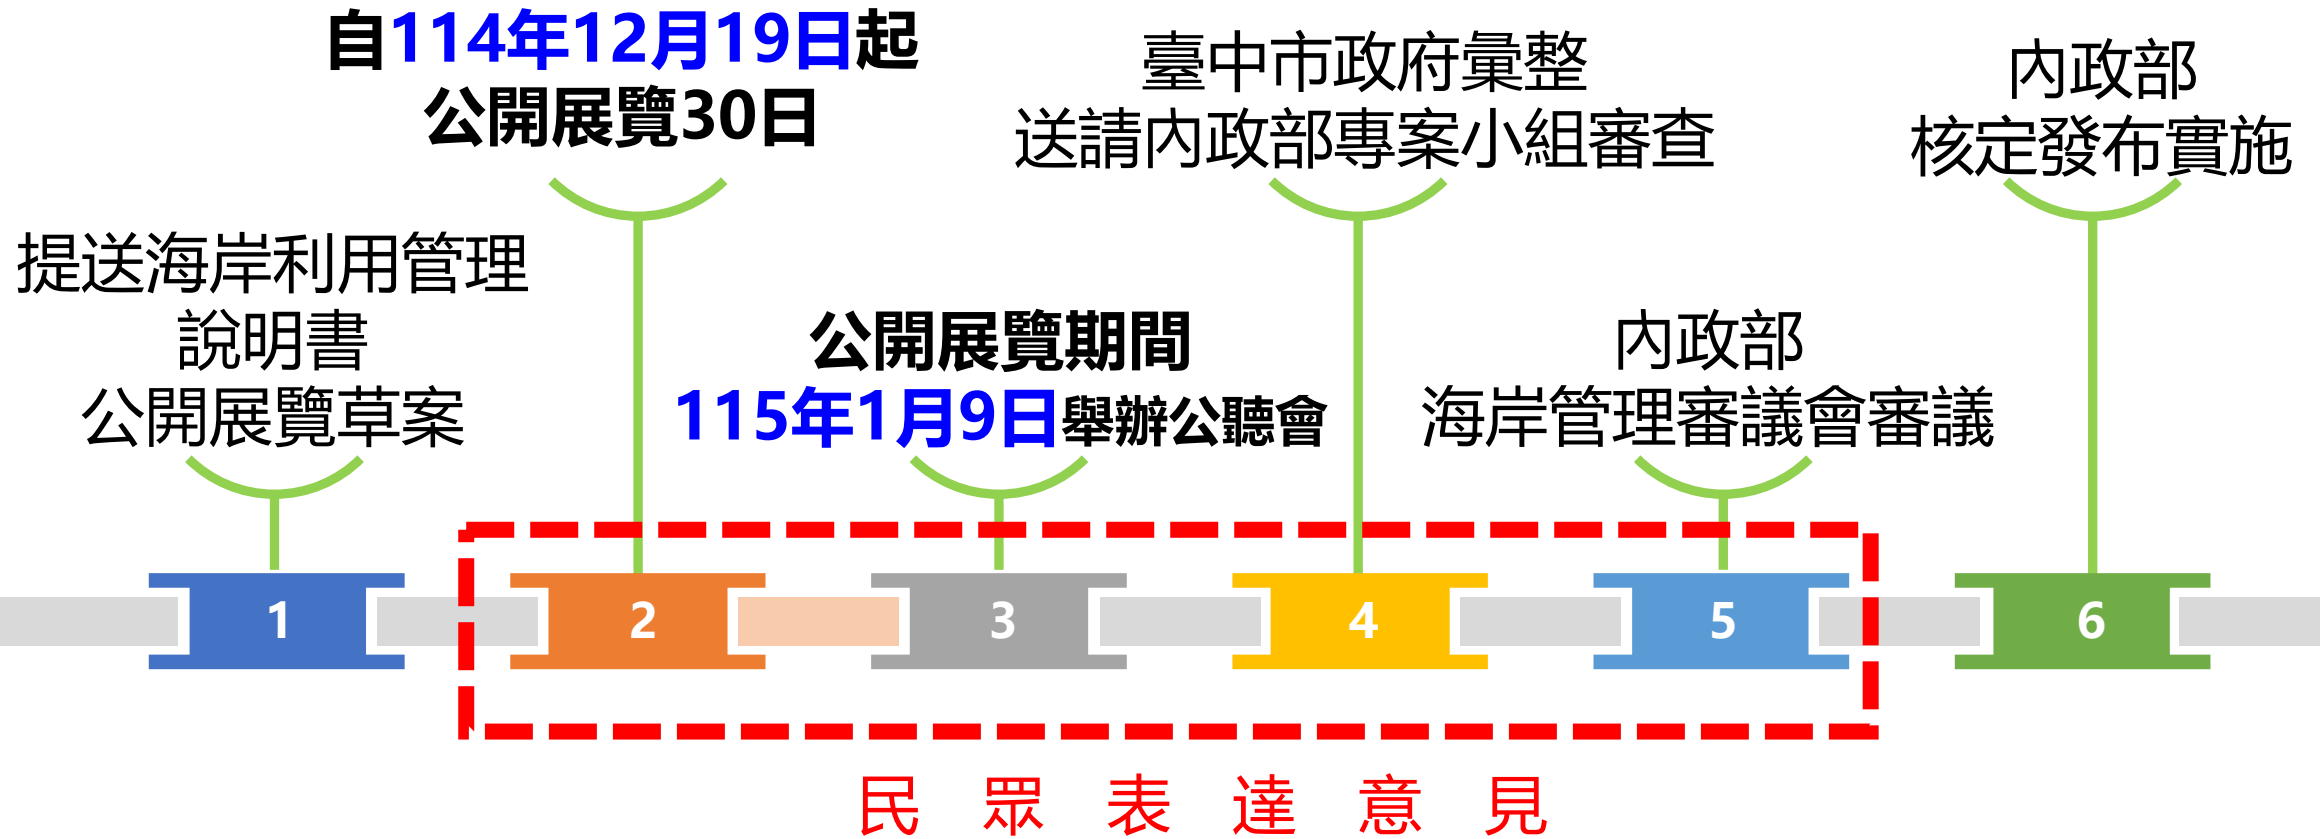 提送海岸利用管理
說明書
公開展覽草案
自114年12月19日起
公開展覽30日
公開展覽期間
115年1月9日舉辦公聽會
臺中市政府彙整
送請內政部專案小組審查
內政部
海岸管理審議會審議
內政部
核定發布實施
1
2
3
4
5
6
民眾表達意見